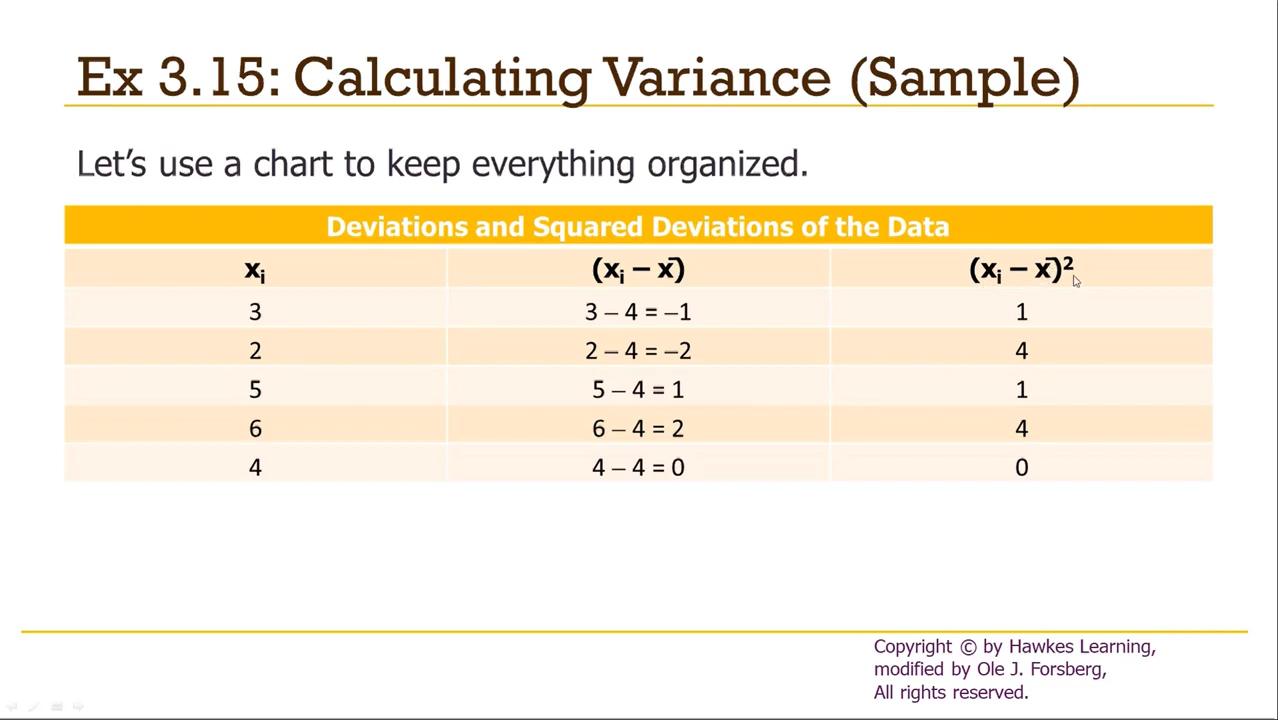 Ex 3.15: Calculating Variance (Sample)
Let's use a chart to keep everything organized.
Deviations and Squared Deviations of the Data
xᵢ (xᵢ – x̄) (xᵢ – x̄)²
3 3 – 4 = –1 1
2 2 – 4 = –2 4
5 5 – 4 = 1 1
6 6 – 4 = 2 4
4 4 – 4 = 0 0
Copyright © by Hawkes Learning,
modified by Ole J. Forsberg,
All rights reserved.